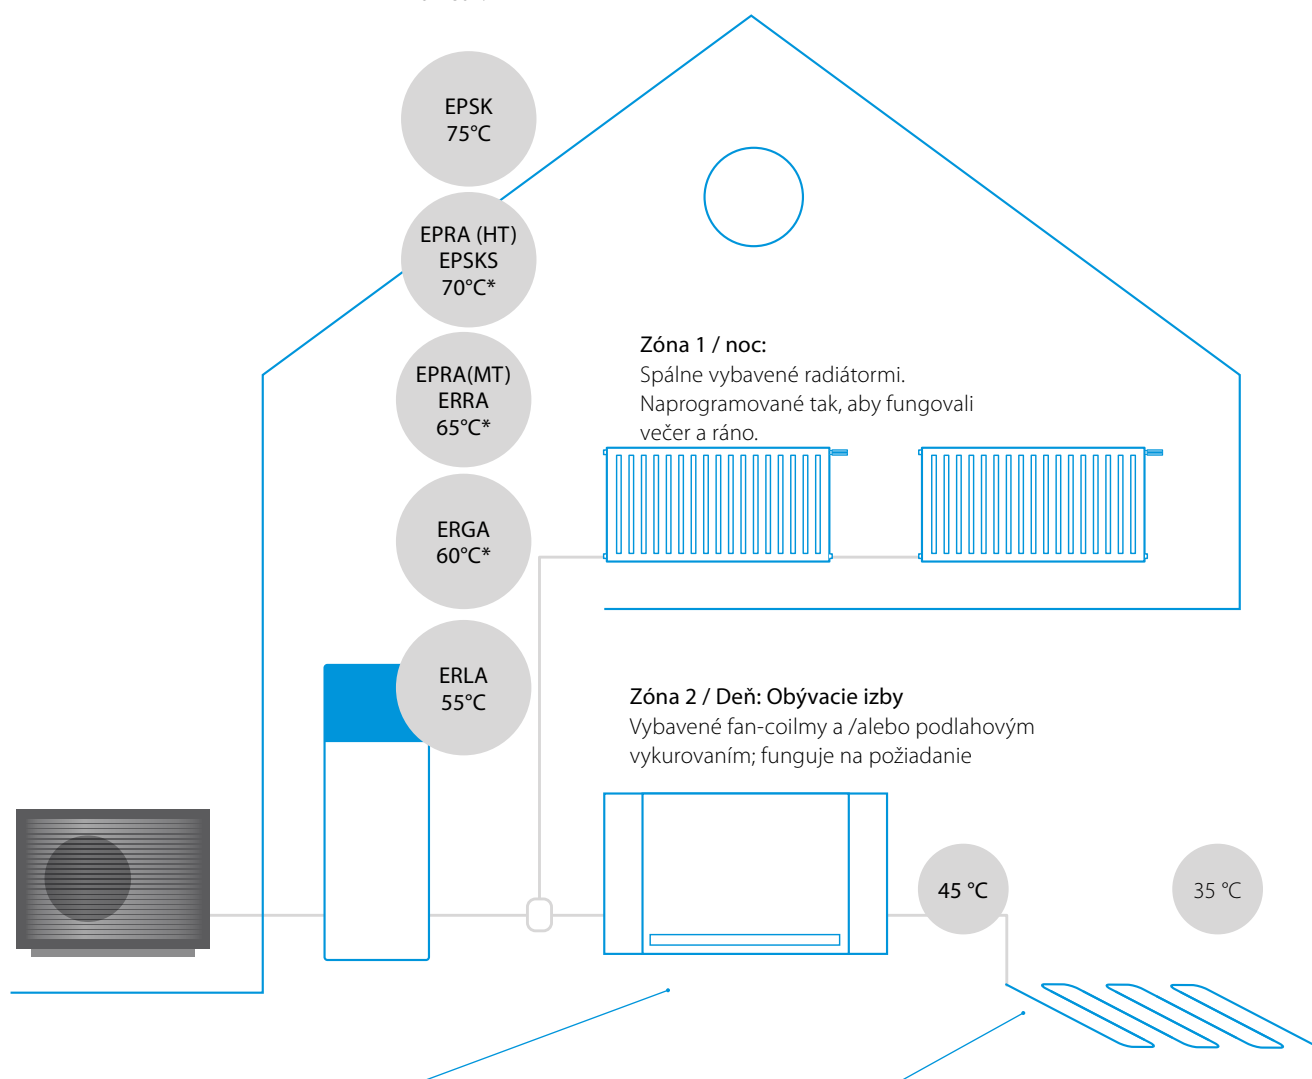 EPSK
75°C
EPRA (HT)
EPSKS
70°C*
EPRA(MT)
ERRA
65°C*
ERGA
60°C*
ERLA
55°C
Zóna 1 / noc:
Spálne vybavené radiátormi.
Naprogramované tak, aby fungovali
večer a ráno.
Zóna 2 / Deň: Obývacie izby
Vybavené fan-coilmy a /alebo podlahovým
vykurovaním; funguje na požiadanie
45 °C
35 °C